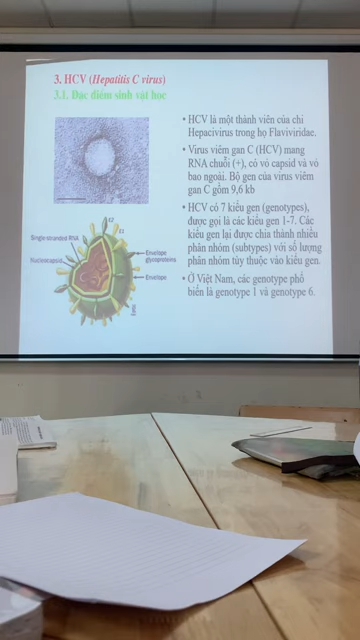 3. HCV (Hepatitis C virus)
3.1. Đặc điểm sinh vật học
• HCV là một thành viên của chi
Hepacivirus trong họ Flaviviridae.
• Virus viêm gan C (HCV) mang
RNA chuỗi (+), có vỏ capsid và vỏ
bao ngoài. Bộ gen của virus viêm
gan C gồm 9,6 kb
• HCV có 7 kiểu gen (genotypes),
được gọi là các kiểu gen 1-7. Các
kiểu gen lại được chia thành nhiều
phân nhóm (subtypes) với số lượng
phân nhóm tùy thuộc vào kiểu gen.
• Ở Việt Nam, các genotype phổ
biến là genotype 1 và genotype 6.
E2
E1
Single-stranded RNA
Nucleocapsid
Envelope
glycoproteins
Envelope